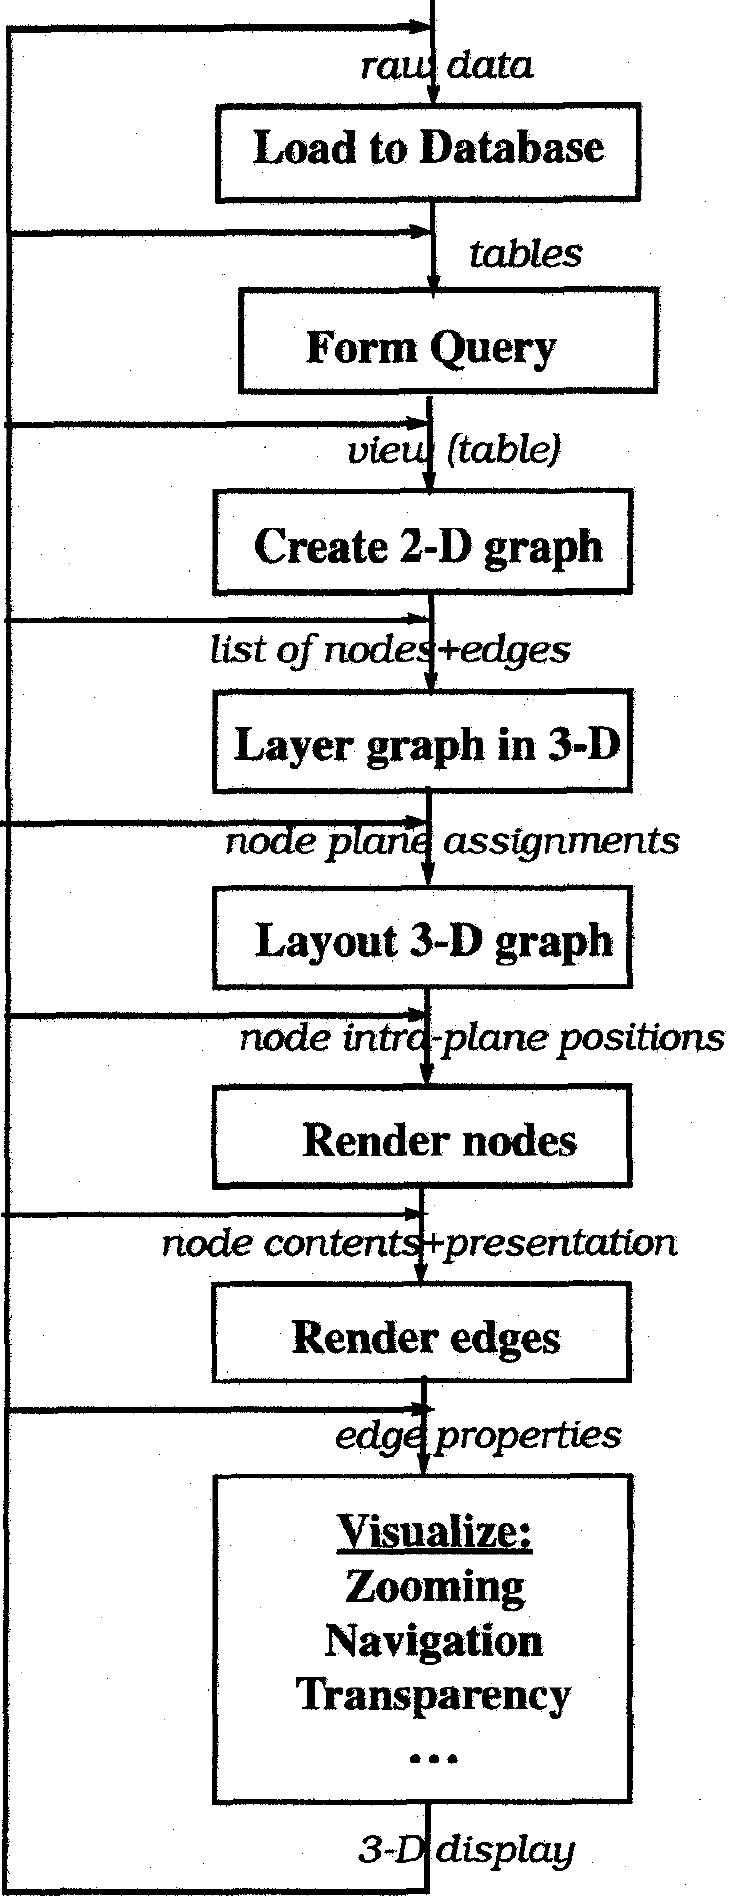 raw data
Load to Database
tables
Form Query
view (table)
Create 2-D graph
list of nodes+edges
Layer graph in 3-D
node plane assignments
Layout 3-D graph
node intra-plane positions
Render nodes
node contents+presentation
Render edges
edge properties
Visualize:
Zooming
Navigation
Transparency
...
3-D display